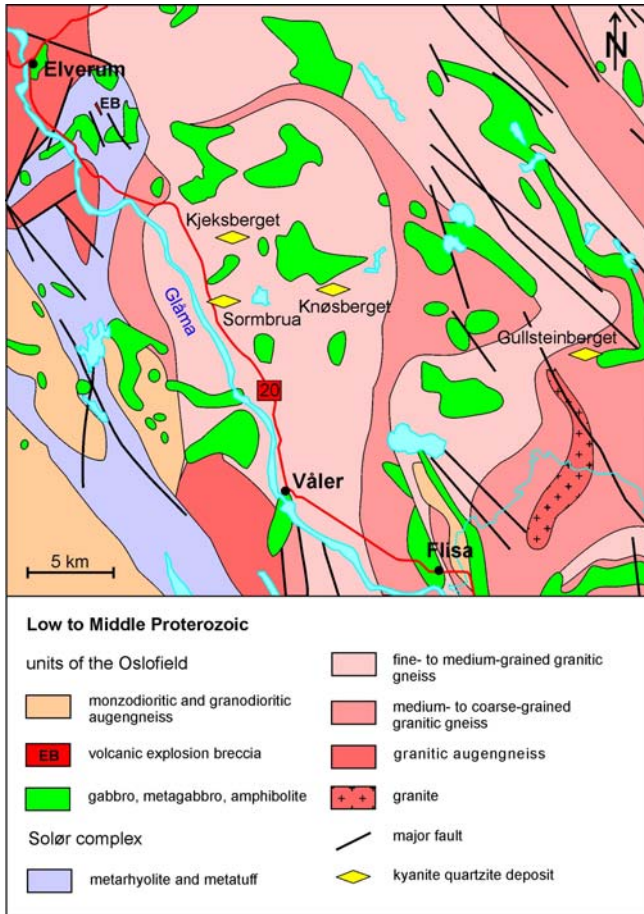 N
Elverum
EB
Kjeksberget
Glåma
Sormbrua
Knøsberget
Gullsteinberget
20
Våler
Flisa
5 km
Low to Middle Proterozoic
units of the Oslofield
monzodioritic and granodioritic
augengneiss
EB
volcanic explosion breccia
gabbro, metagabbro, amphibolite
Solør complex
metarhyolite and metatuff
fine- to medium-grained granitic
gneiss
medium- to coarse-grained
granitic gneiss
granitic augengneiss
granite
major fault
kyanite quartzite deposit